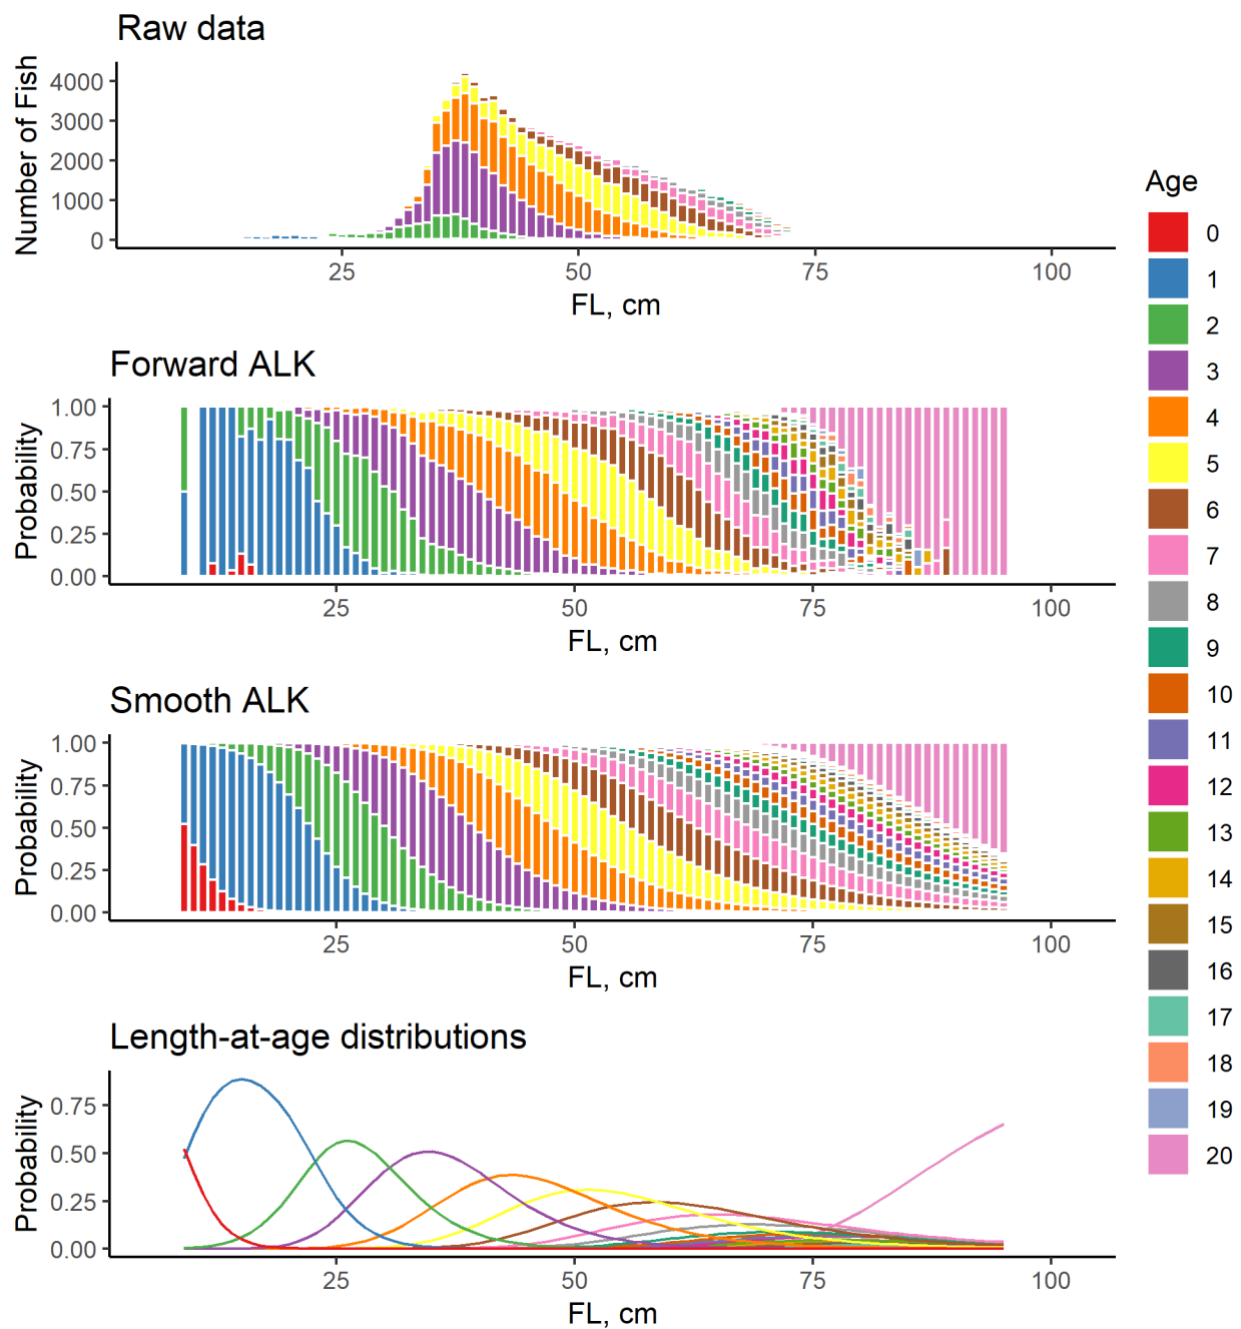 Raw data
Number of Fish
4000
3000
2000
1000
0
25 50 75 100
FL, cm
Forward ALK
Probability
1.00
0.75
0.50
0.25
0.00
25 50 75 100
FL, cm
Smooth ALK
Probability
1.00
0.75
0.50
0.25
0.00
25 50 75 100
FL, cm
Length-at-age distributions
Probability
0.75
0.50
0.25
0.00
25 50 75 100
FL, cm
Age
0
1
2
3
4
5
6
7
8
9
10
11
12
13
14
15
16
17
18
19
20